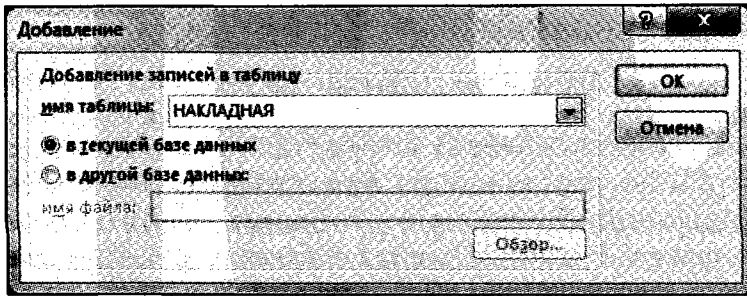 Добавление
Добавление записей в таблицу
имя таблицы: НАКЛАДНАЯ
ОК
Отмена
в текущей базе данных
в другой базе данных:
имя файла:
Обзор...